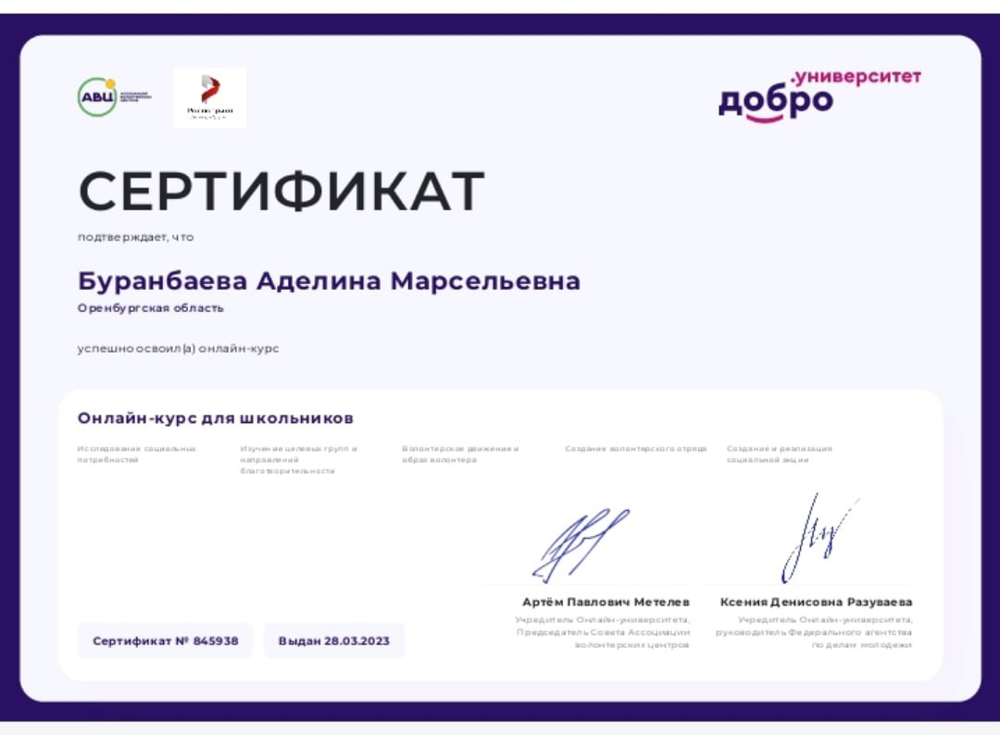 АВЦ
.университет
добро
СЕРТИФИКАТ
подтверждает, что
Буранбаева Аделина Марсельевна
Оренбургская область
успешно освоил(а) онлайн-курс
Онлайн-курс для школьников
Исследование социальных
потребностей
Изучение целевых групп и
направлений
благотворительности
Волонтерское движение и
образ волонтера
Создание волонтерского отряда
Создание и реализация
социальной акции
Артём Павлович Метелев
Учредитель Онлайн-университета,
Председатель Совета Ассоциации
волонтерских центров
Ксения Денисовна Разуваева
Учредитель Онлайн-университета,
руководитель Федерального агентства
по делам молодежи
Сертификат № 845938
Выдан 28.03.2023